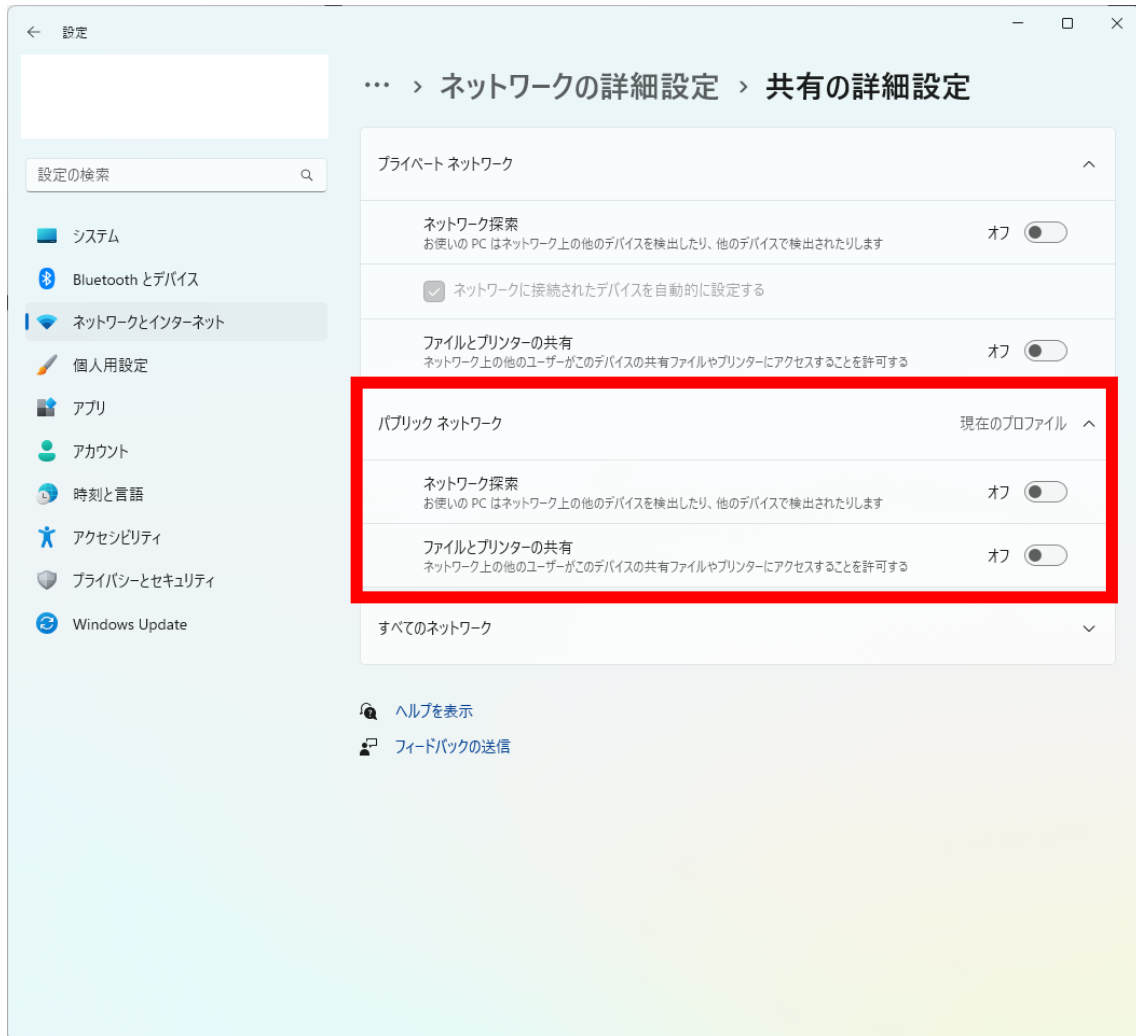 設定
… › ネットワークの詳細設定 › 共有の詳細設定
設定の検索
システム
Bluetooth とデバイス
ネットワークとインターネット
個人用設定
アプリ
アカウント
時刻と言語
アクセシビリティ
プライバシーとセキュリティ
Windows Update
プライベート ネットワーク
ネットワーク探索
お使いの PC はネットワーク上の他のデバイスを検出したり、他のデバイスで検出されたりします
オフ
ネットワークに接続されたデバイスを自動的に設定する
ファイルとプリンターの共有
ネットワーク上の他のユーザーがこのデバイスの共有ファイルやプリンターにアクセスすることを許可する
オフ
パブリック ネットワーク
現在のプロファイル
ネットワーク探索
お使いの PC はネットワーク上の他のデバイスを検出したり、他のデバイスで検出されたりします
オフ
ファイルとプリンターの共有
ネットワーク上の他のユーザーがこのデバイスの共有ファイルやプリンターにアクセスすることを許可する
オフ
すべてのネットワーク
ヘルプを表示
フィードバックの送信